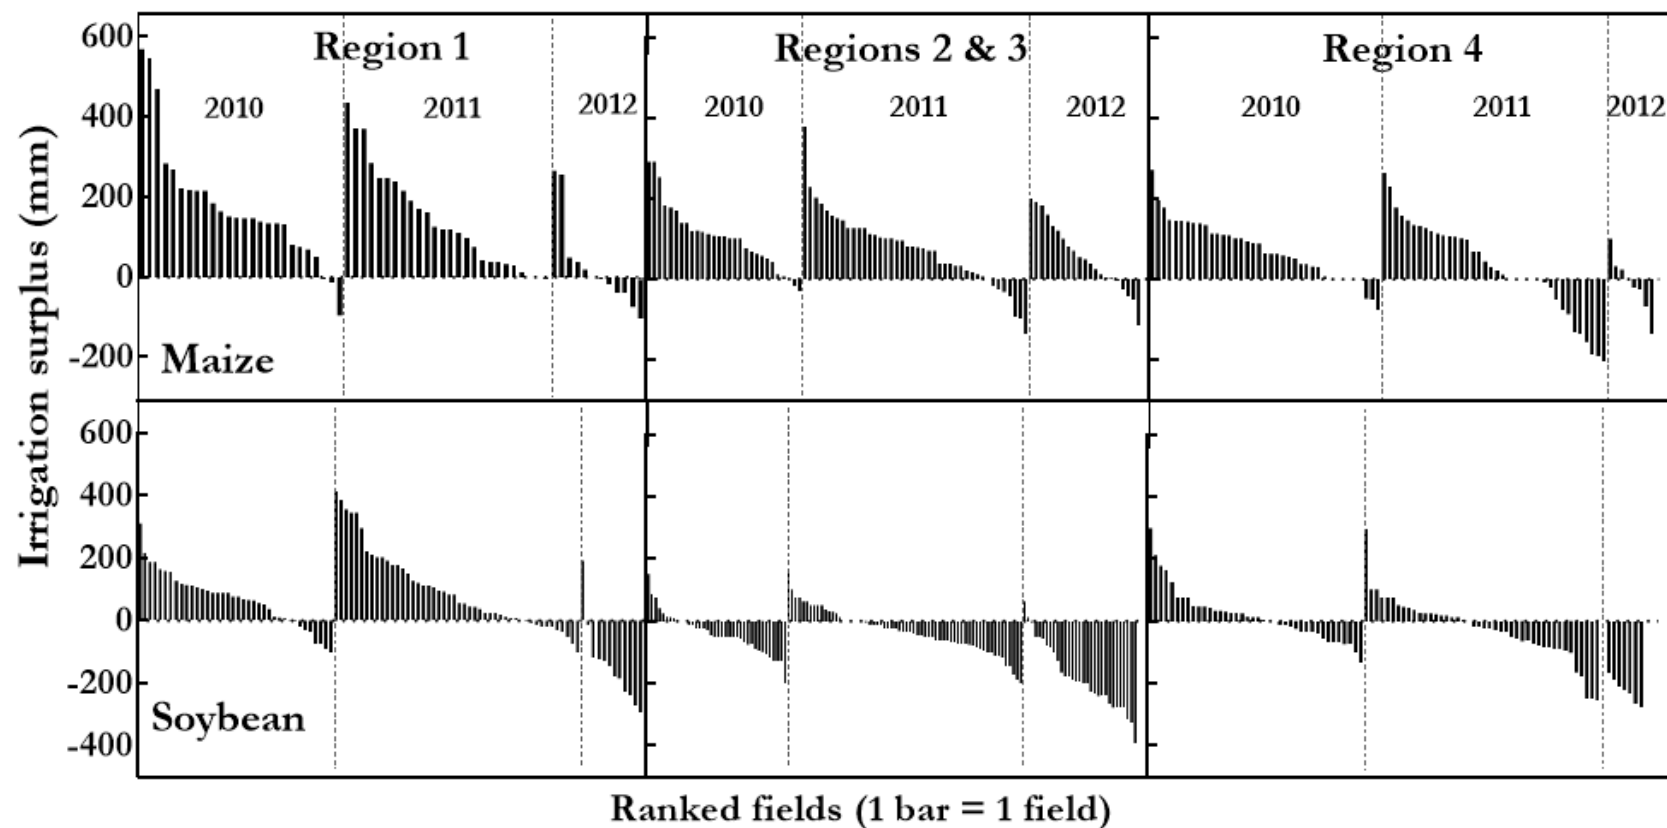 Irrigation surplus (mm)
Region 1
Regions 2 & 3
Region 4
2010
2011
2012
2010
2011
2012
2010
2011
2012
600
400
200
0
-200
Maize
600
400
200
0
-200
-400
Soybean
Ranked fields (1 bar = 1 field)